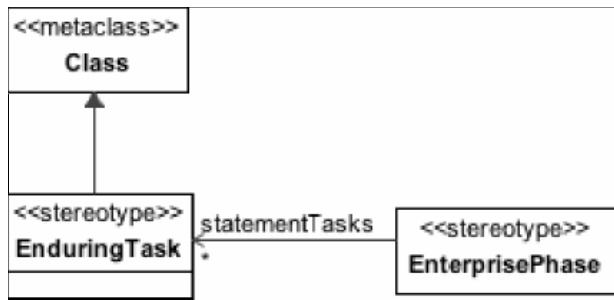 <<metaclass>>
Class
<<stereotype>>
EnduringTask
statementTasks
*
<<stereotype>>
EnterprisePhase